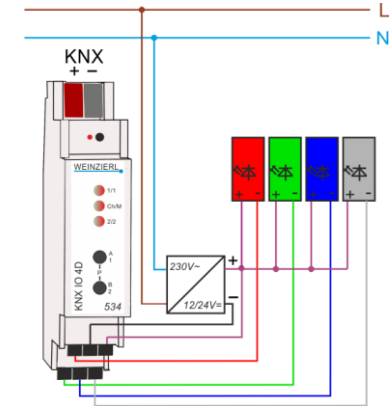 L
N
KNX
+ −
WEINZIERL
1/1
Ch/M
2/2
A
1
P
B
2
KNX IO 4D
534
230V~
12/24V=
+
−
+ -
+ -
+ -
+ -